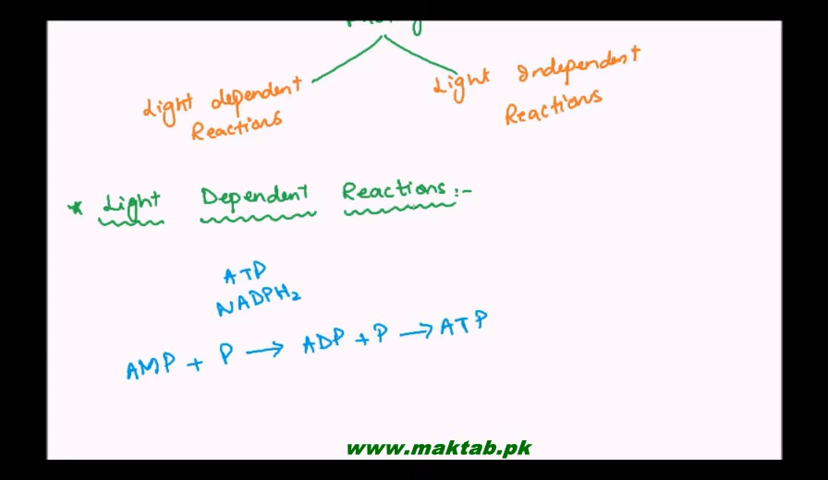 Light dependent
Reactions
Light Independent
Reactions
* Light Dependent Reactions :-
ATP
NADPH₂
AMP + P → ADP + P → ATP
www.maktab.pk